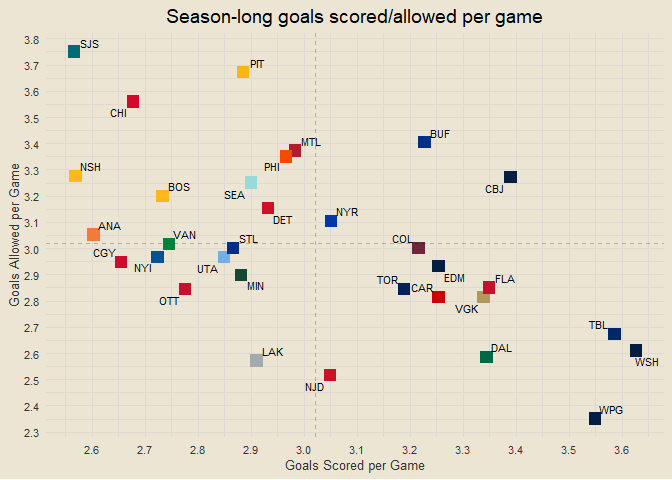 Season-long goals scored/allowed per game
Goals Allowed per Game
3.8
3.7
3.6
3.5
3.4
3.3
3.2
3.1
3.0
2.9
2.8
2.7
2.6
2.5
2.4
2.3
SJS
PIT
CHI
BUF
MTL
PHI
NSH
CBJ
SEA
BOS
DET
NYR
ANA
VAN
STL
COL
CGY
NYI
UTA
EDM
MIN
OTT
TOR
CAR
FLA
VGK
TBL
WSH
LAK
DAL
NJD
WPG
2.6 2.7 2.8 2.9 3.0 3.1 3.2 3.3 3.4 3.5 3.6
Goals Scored per Game